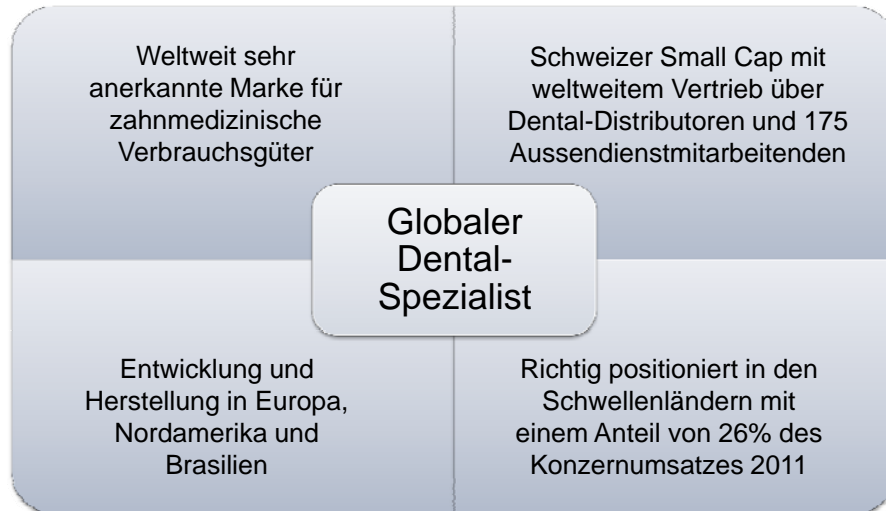 Weltweit sehr
anerkannte Marke für
zahnmedizinische
Verbrauchsgüter
Schweizer Small Cap mit
weltweitem Vertrieb über
Dental-Distributoren und 175
Aussendienstmitarbeitenden
Globaler
Dental-
Spezialist
Entwicklung und
Herstellung in Europa,
Nordamerika und
Brasilien
Richtig positioniert in den
Schwellenländern mit
einem Anteil von 26% des
Konzernumsatzes 2011